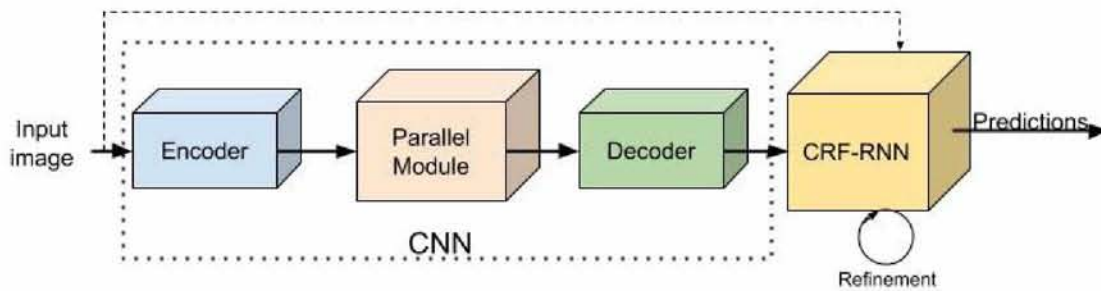 Input
image
Encoder
Parallel
Module
Decoder
CRF-RNN
Predictions
CNN
Refinement